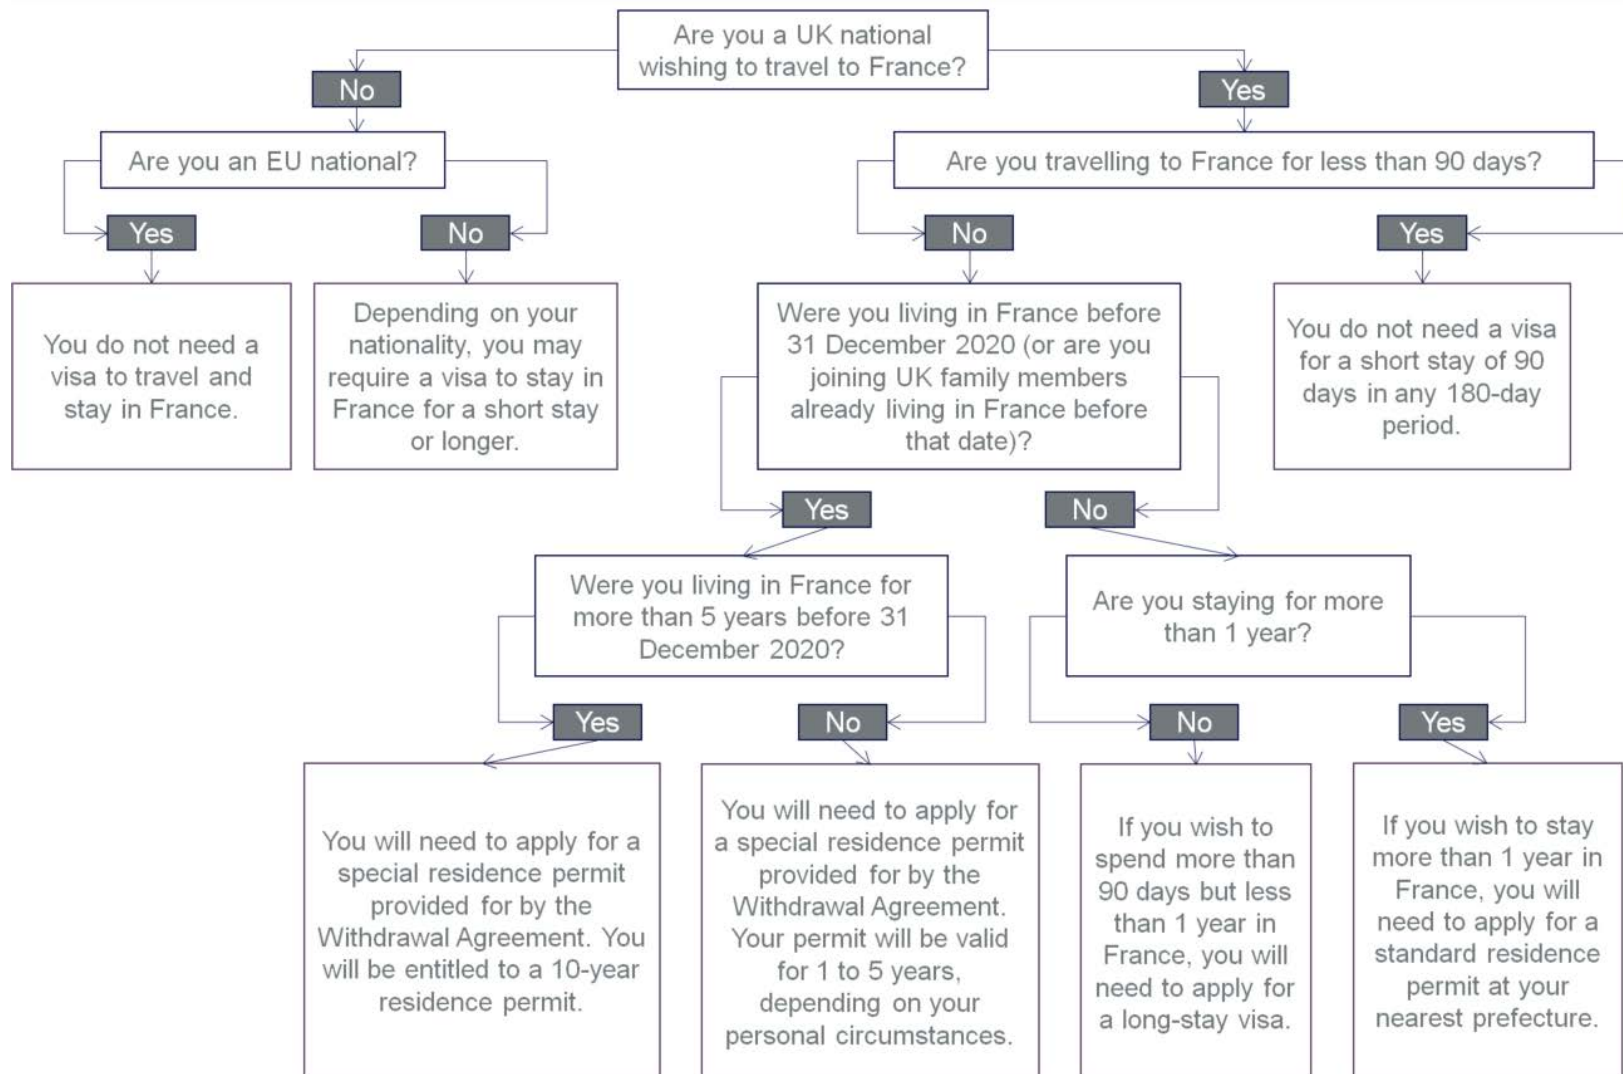 Are you a UK national
wishing to travel to France?
No
Yes
Are you an EU national?
Are you travelling to France for less than 90 days?
Yes
No
No
Yes
You do not need a
visa to travel and
stay in France.
Depending on your
nationality, you may
require a visa to stay in
France for a short stay
or longer.
Were you living in France before
31 December 2020 (or are you
joining UK family members
already living in France before
that date)?
You do not need a visa
for a short stay of 90
days in any 180-day
period.
Yes
No
Were you living in France for
more than 5 years before 31
December 2020?
Are you staying for more
than 1 year?
Yes
No
No
Yes
You will need to apply for a
special residence permit
provided for by the
Withdrawal Agreement. You
will be entitled to a 10-year
residence permit.
You will need to apply for
a special residence permit
provided for by the
Withdrawal Agreement.
Your permit will be valid
for 1 to 5 years,
depending on your
personal circumstances.
If you wish to
spend more than
90 days but less
than 1 year in
France, you will
need to apply for
a long-stay visa.
If you wish to stay
more than 1 year in
France, you will
need to apply for a
standard residence
permit at your
nearest prefecture.